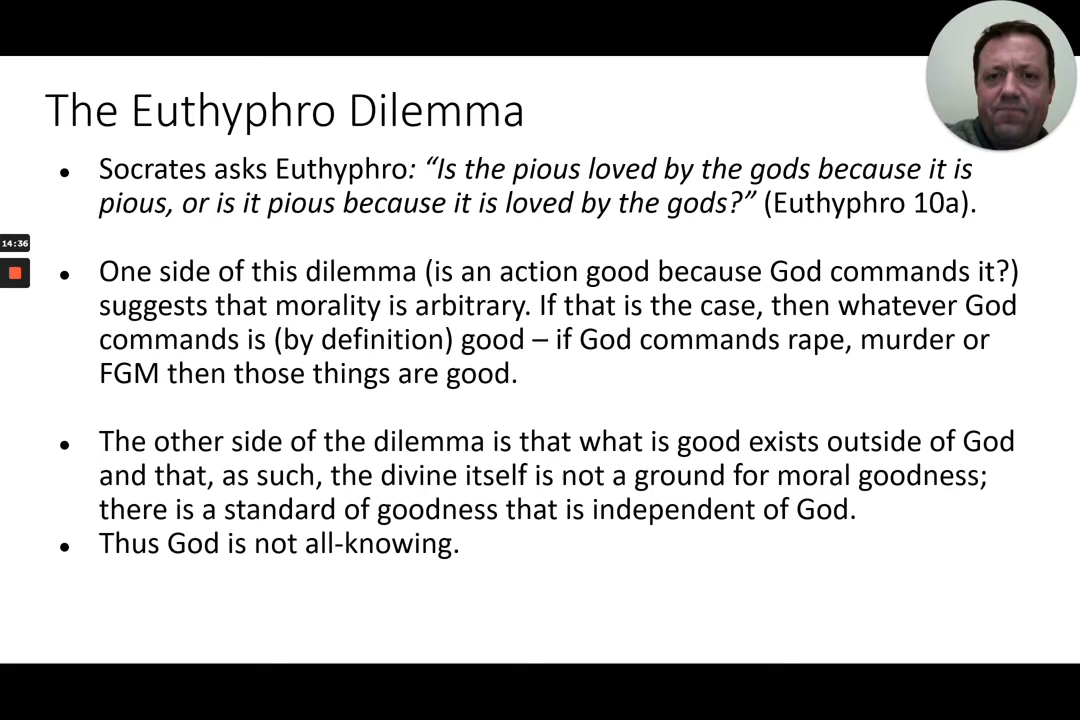 The Euthyphro Dilemma
• Socrates asks Euthyphro: “Is the pious loved by the gods because it is
pious, or is it pious because it is loved by the gods?” (Euthyphro 10a).
14:36
• One side of this dilemma (is an action good because God commands it?)
suggests that morality is arbitrary. If that is the case, then whatever God
commands is (by definition) good – if God commands rape, murder or
FGM then those things are good.
• The other side of the dilemma is that what is good exists outside of God
and that, as such, the divine itself is not a ground for moral goodness;
there is a standard of goodness that is independent of God.
• Thus God is not all-knowing.